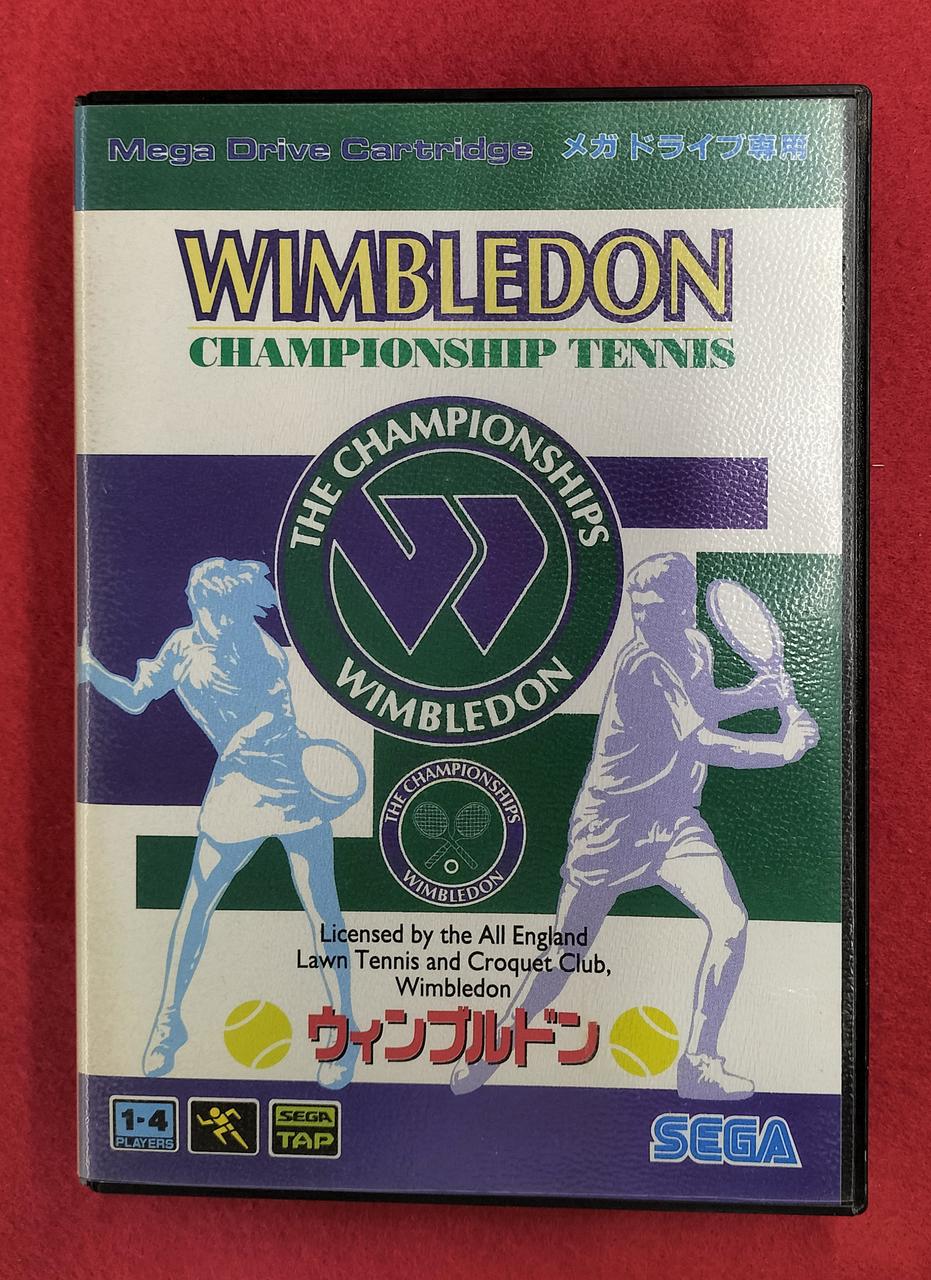 Mega Drive Cartridge メガドライブ専用
WIMBLEDON
CHAMPIONSHIP TENNIS
THE CHAMPIONSHIPS
WIMBLEDON
THE CHAMPIONSHIPS
WIMBLEDON
Licensed by the All England
Lawn Tennis and Croquet Club,
Wimbledon
ウィンブルドン
1-4
PLAYERS
SEGA
TAP
SEGA